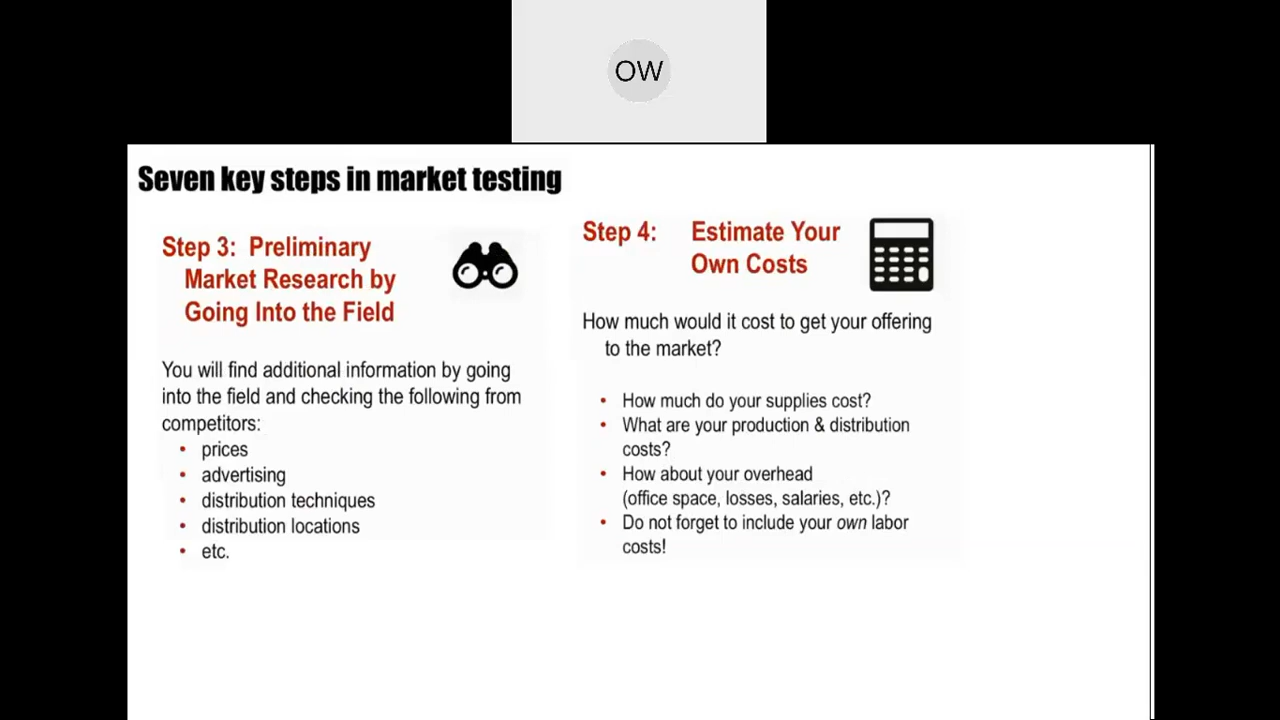 OW
Seven key steps in market testing
Step 3: Preliminary
Market Research by
Going Into the Field
You will find additional information by going
into the field and checking the following from
competitors:
• prices
• advertising
• distribution techniques
• distribution locations
• etc.
Step 4: Estimate Your
Own Costs
How much would it cost to get your offering
to the market?
• How much do your supplies cost?
• What are your production & distribution
costs?
• How about your overhead
(office space, losses, salaries, etc.)?
• Do not forget to include your own labor
costs!